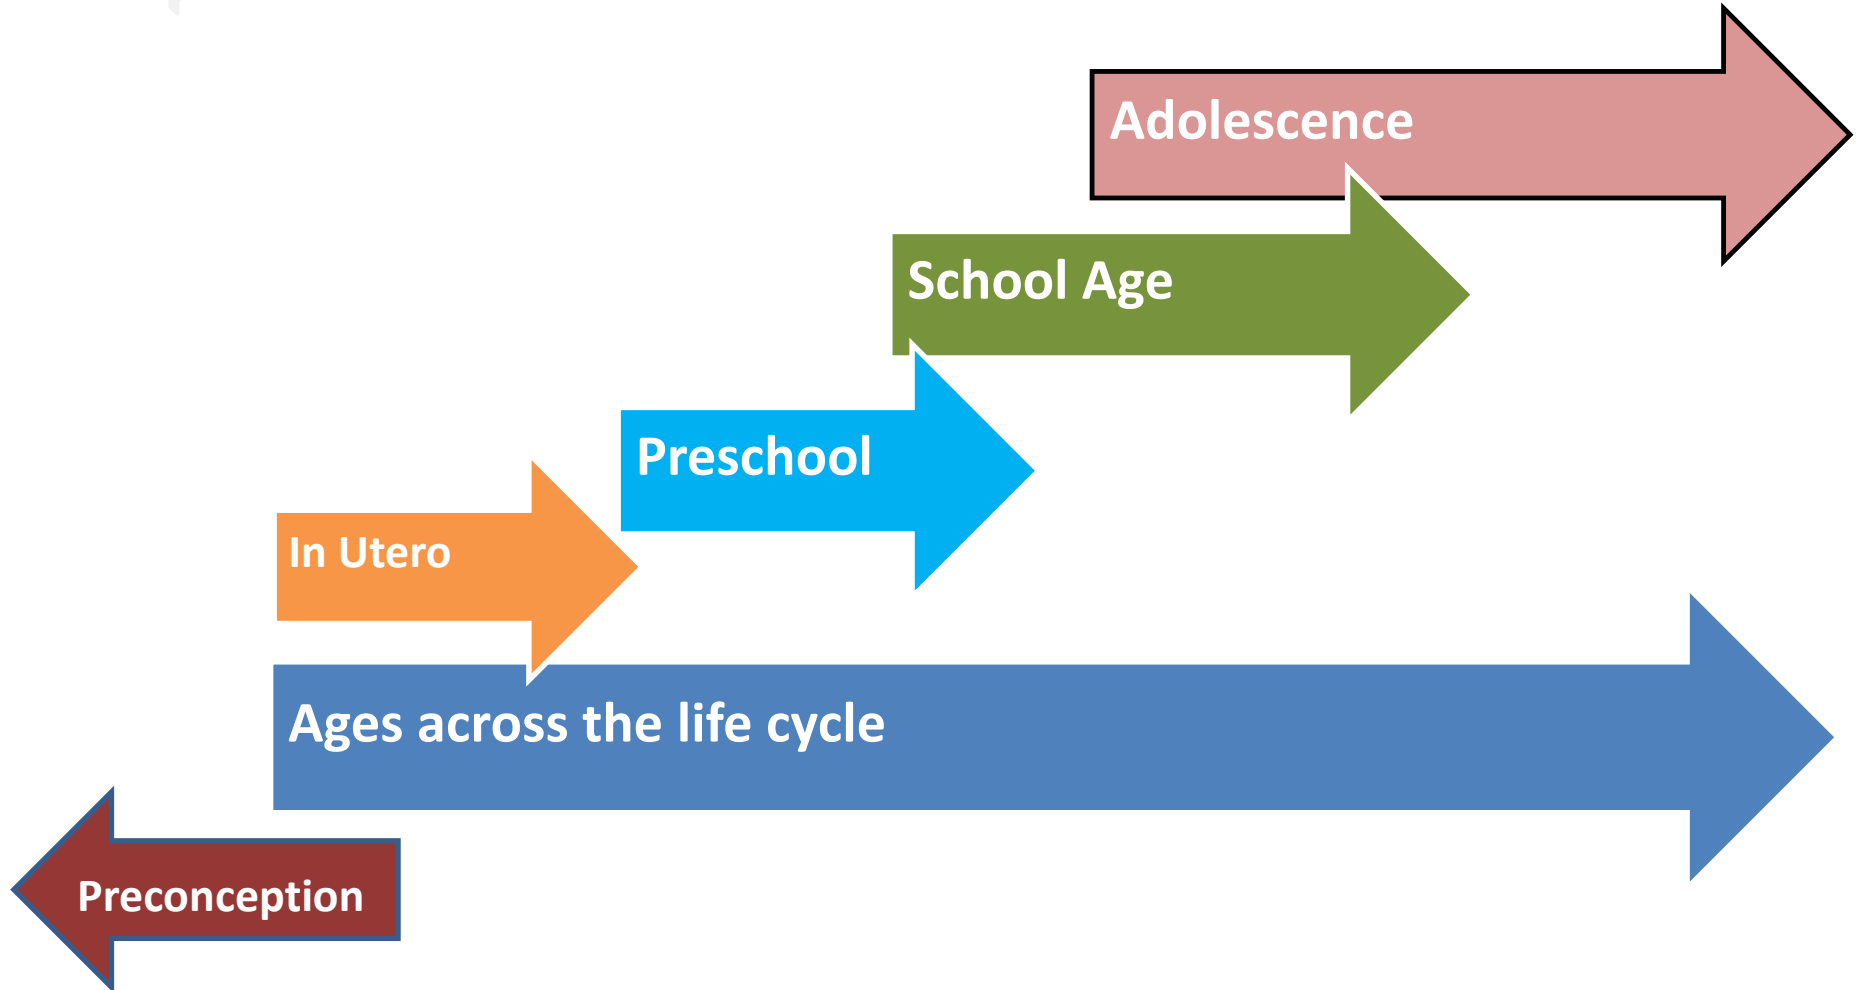 Adolescence
School Age
Preschool
In Utero
Ages across the life cycle
Preconception